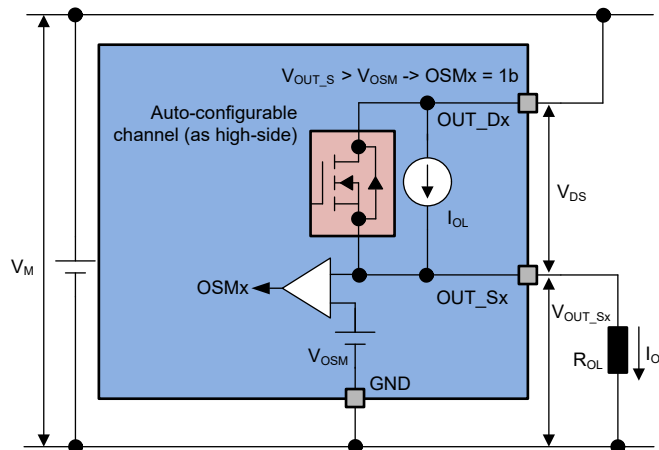 V_OUT_S > V_OSM -> OSMx = 1b
OUT_Dx
Auto-configurable
channel (as high-side)
V_DS
I_OL
V_M
OSMx
OUT_Sx
V_OUT_Sx
V_OSM
R_OL
I_O
GND